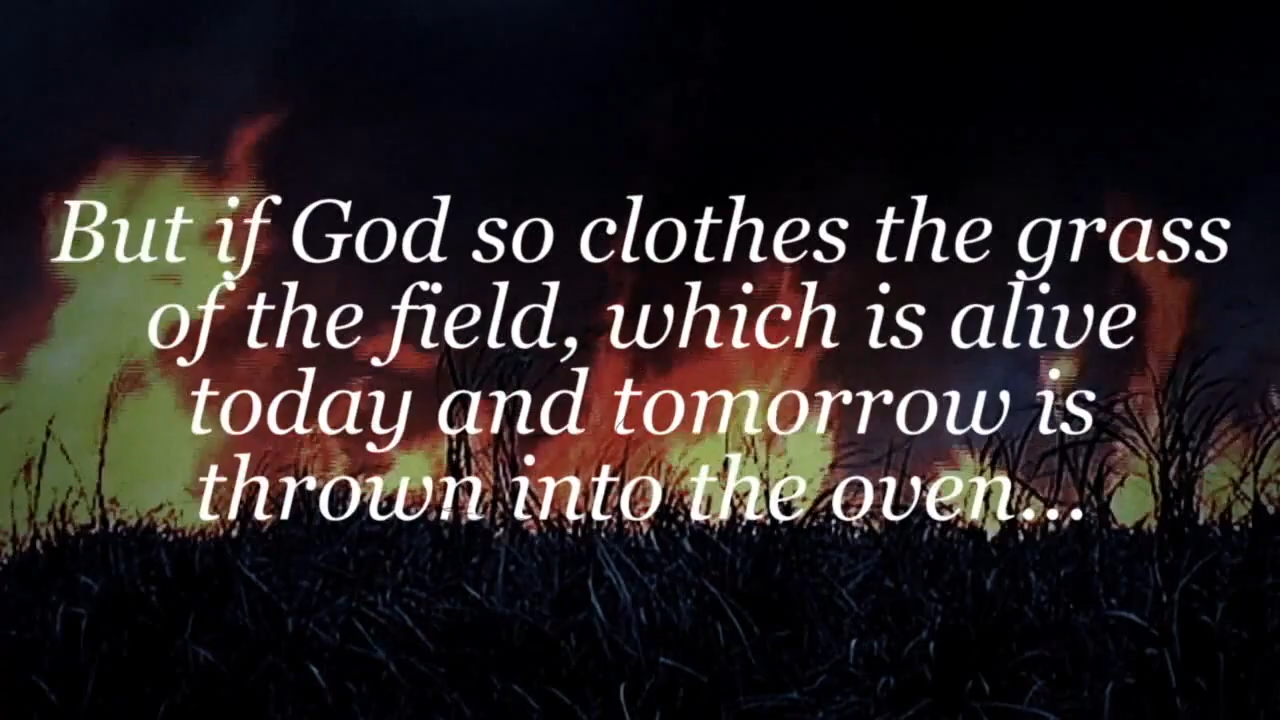 But if God so clothes the grass
of the field, which is alive
today and tomorrow is
thrown into the oven...